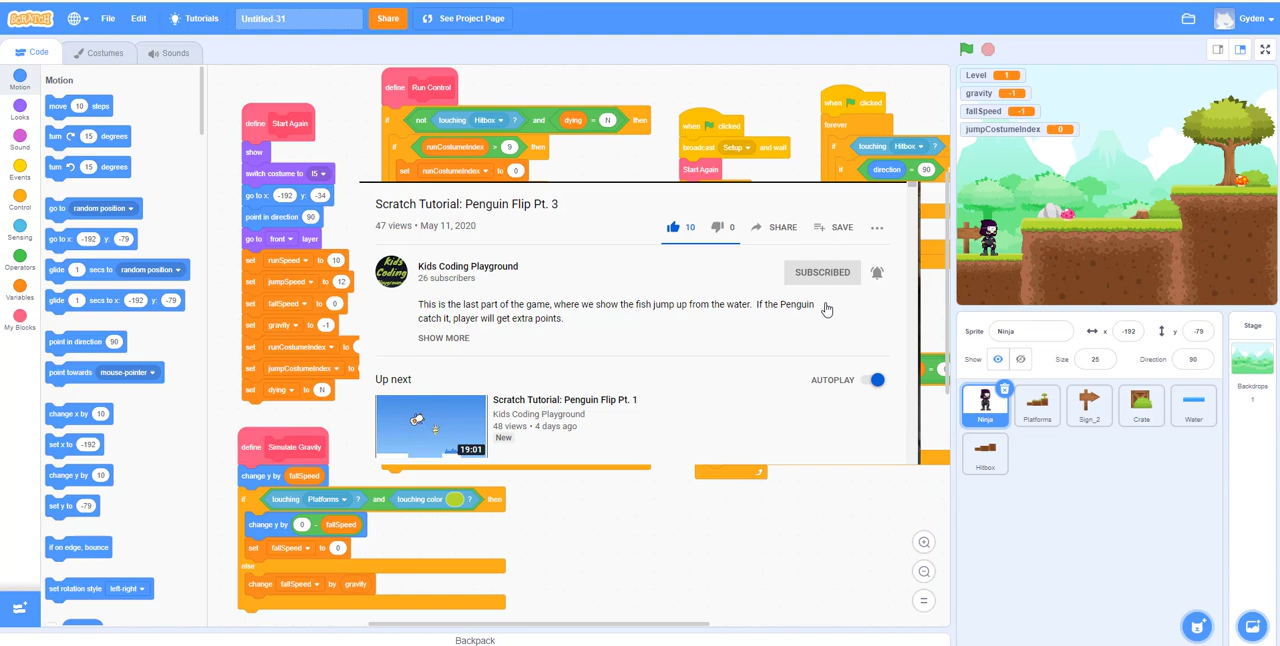 SCRATCH File Edit Tutorials Untitled-31 Share See Project Page Gyden
Code Costumes Sounds
Motion
Looks
Sound
Events
Control
Sensing
Operators
Variables
My Blocks
Motion
move 10 steps
turn 15 degrees
turn 15 degrees
go to random position
go to x: -192 y: -79
glide 1 secs to random position
glide 1 secs to x: -192 y: -79
point in direction 90
point towards mouse-pointer
change x by 10
set x to -192
change y by 10
set y to -79
if on edge, bounce
set rotation style left-right
define Start Again
show
switch costume to I5
go to x: -192 y: -34
point in direction 90
go to front layer
set runSpeed to 10
set jumpSpeed to 12
set fallSpeed to 0
set gravity to -1
set runCostumeIndex to
set jumpCostumeIndex to
set dying to N
define Simulate Gravity
change y by fallSpeed
if touching Platforms ? and touching color ? then
change y by 0 - fallSpeed
set fallSpeed to 0
else
change fallSpeed by gravity
define Run Control
if not touching Hitbox ? and dying = N then
if runCostumeIndex > 9 then
set runCostumeIndex to 0
when clicked
broadcast Setup and wait
Start Again
when clicked
forever
if touching Hitbox ?
if direction = 90
Scratch Tutorial: Penguin Flip Pt. 3
47 views • May 11, 2020
10 0 SHARE SAVE
Kids Coding Playground
Kids Coding Playground
26 subscribers
SUBSCRIBED
This is the last part of the game, where we show the fish jump up from the water. If the Penguin
catch it, player will get extra points.
SHOW MORE
Up next
AUTOPLAY
19:01
Scratch Tutorial: Penguin Flip Pt. 1
Kids Coding Playground
48 views • 4 days ago
New
Backpack
Level 1
gravity -1
fallSpeed -1
jumpCostumeIndex 0
Sprite Ninja x -192 y -79
Show Size 25 Direction 90
Ninja Platforms Sign_2 Crate Water
Hitbox
Stage
Backdrops
1